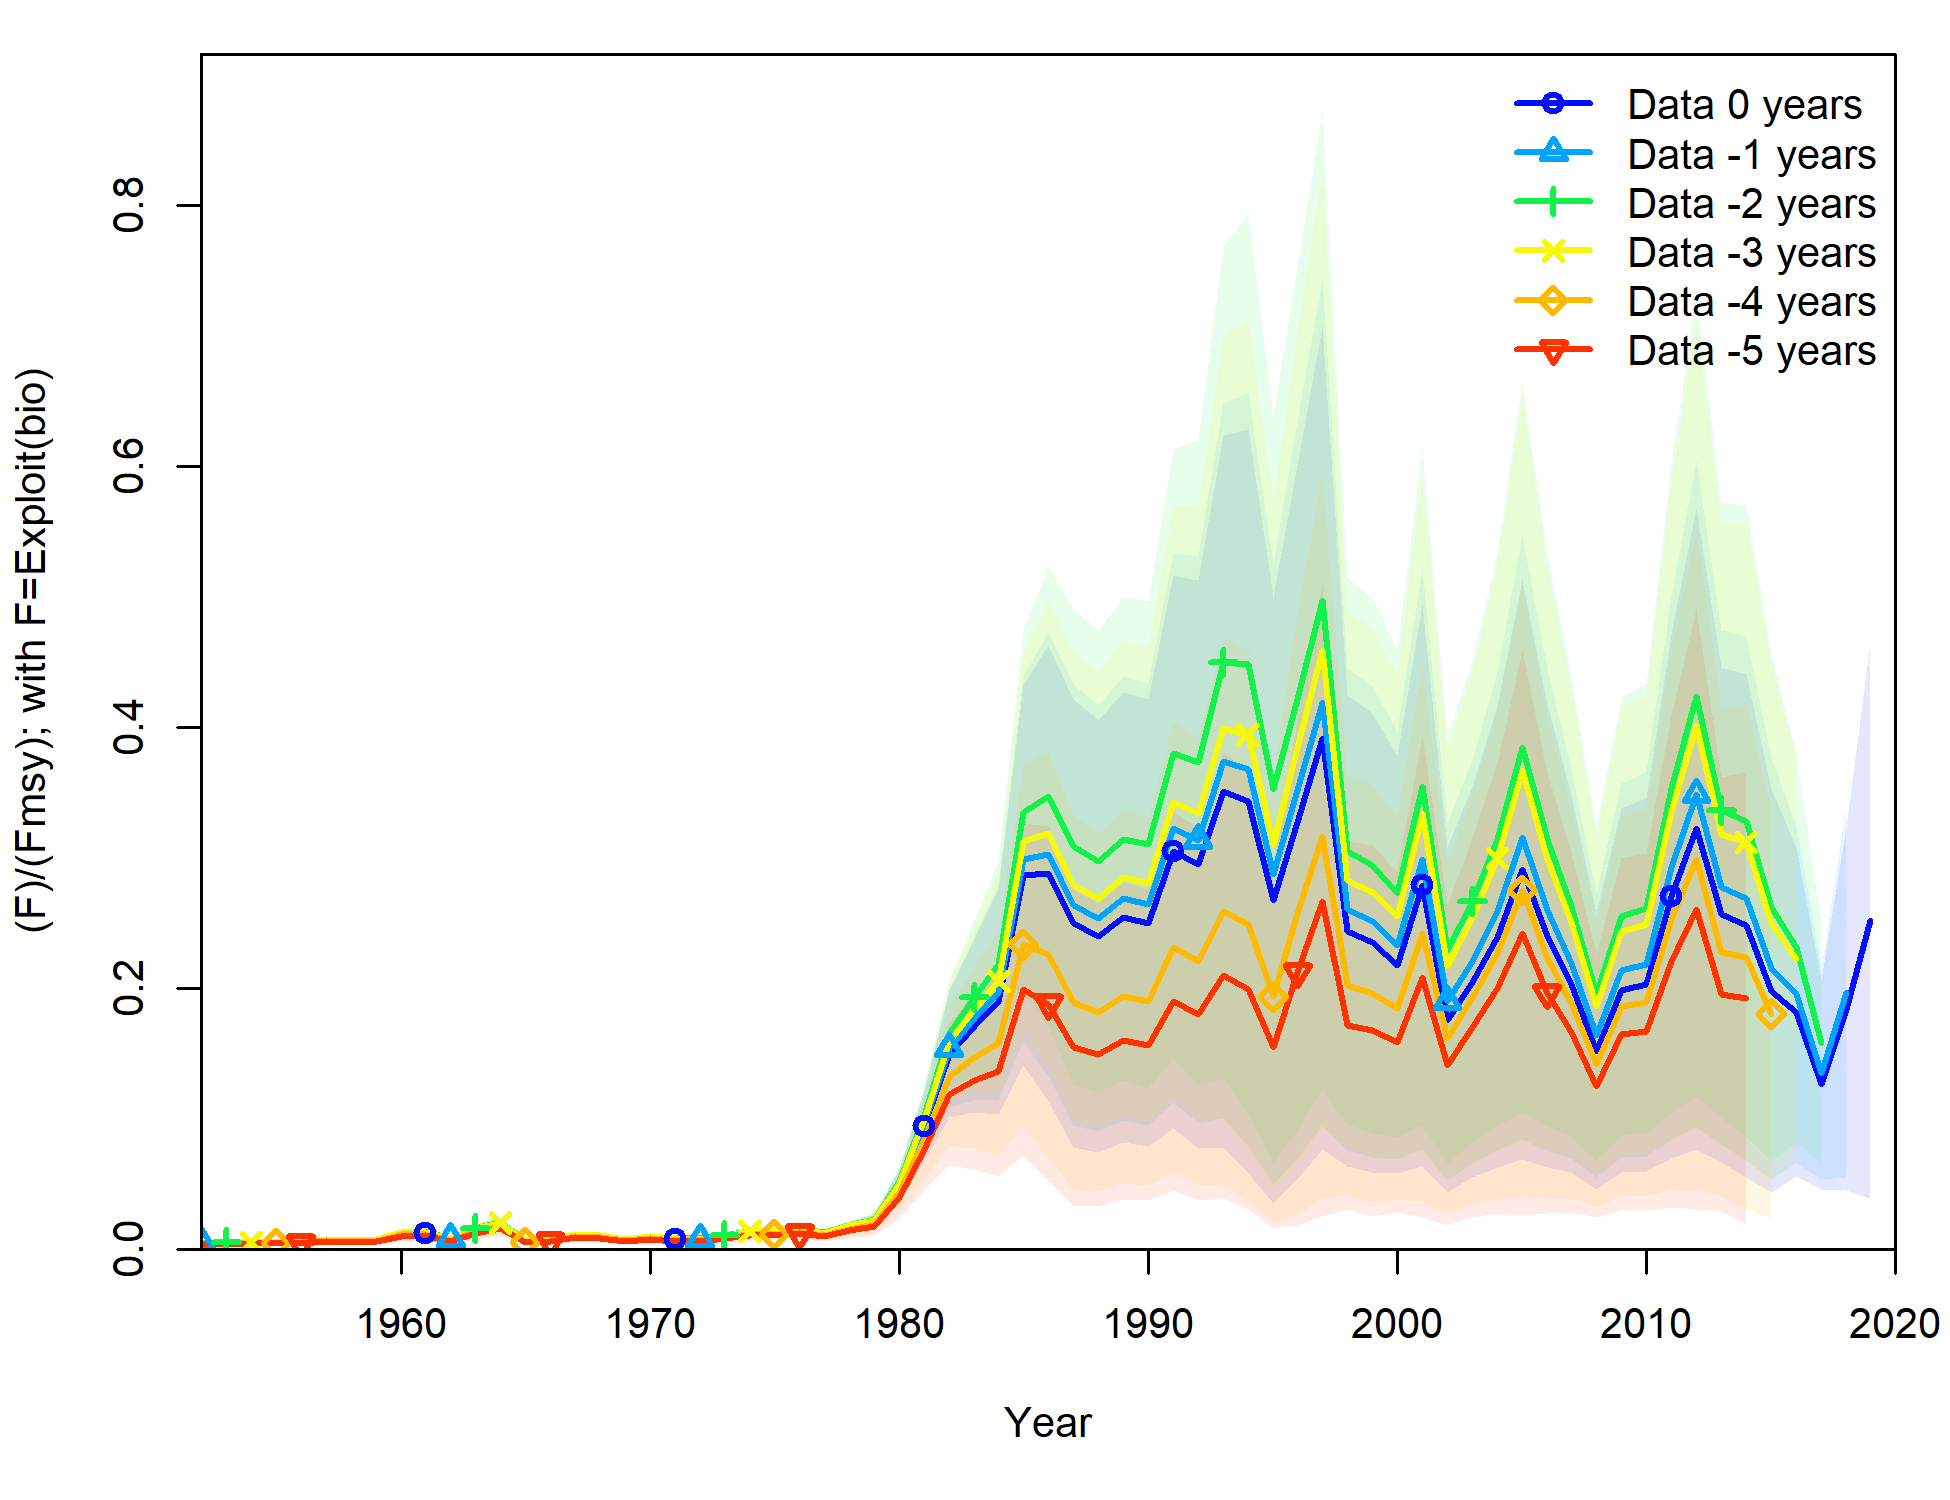 Data 0 years
Data -1 years
Data -2 years
Data -3 years
Data -4 years
Data -5 years
(F)/(Fmsy); with F=Exploit(bio)
0.8
0.6
0.4
0.2
0.0
1960 1970 1980 1990 2000 2010 2020
Year